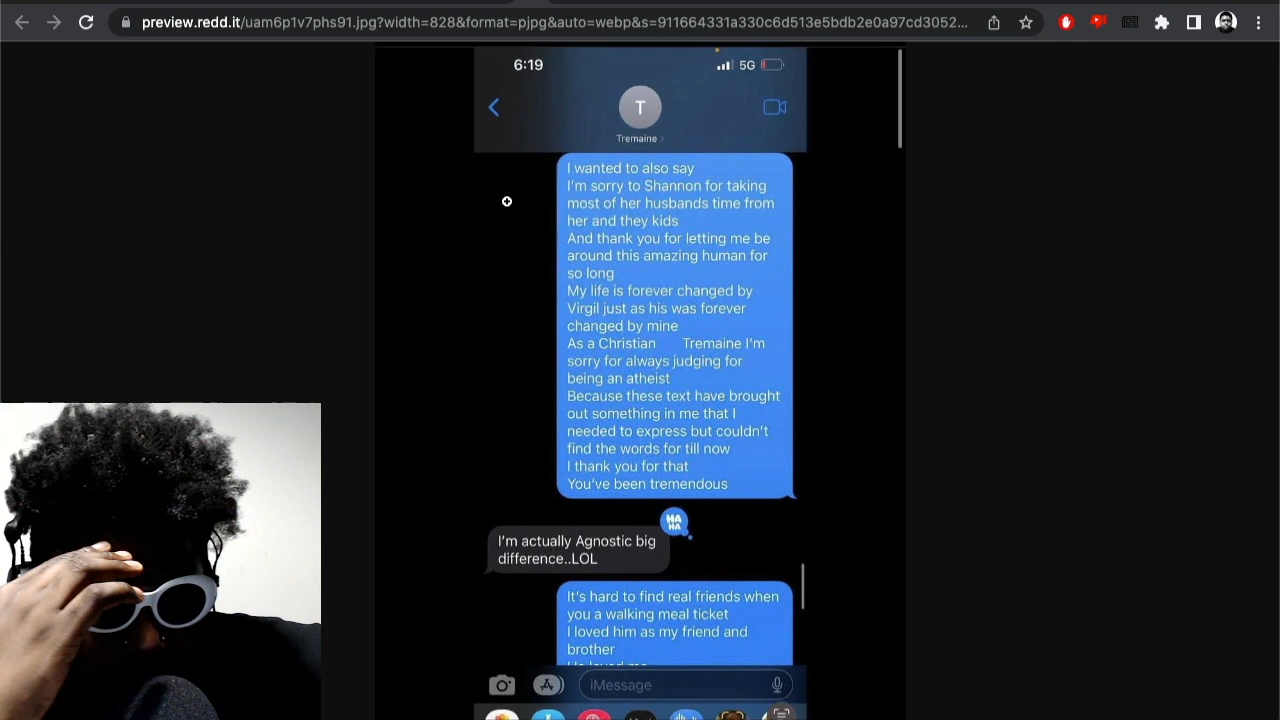 preview.redd.it/uam6p1v7phs91.jpg?width=828&format=pjpg&auto=webp&s=911664331a330c6d513e5bdb2e0a97cd3052...
6:19
5G
T
Tremaine
I wanted to also say
I'm sorry to Shannon for taking
most of her husbands time from
her and they kids
And thank you for letting me be
around this amazing human for
so long
My life is forever changed by
Virgil just as his was forever
changed by mine
As a Christian Tremaine I'm
sorry for always judging for
being an atheist
Because these text have brought
out something in me that I
needed to express but couldn't
find the words for till now
I thank you for that
You've been tremendous
HA
HA
I'm actually Agnostic big
difference..LOL
It's hard to find real friends when
you a walking meal ticket
I loved him as my friend and
brother
iMessage